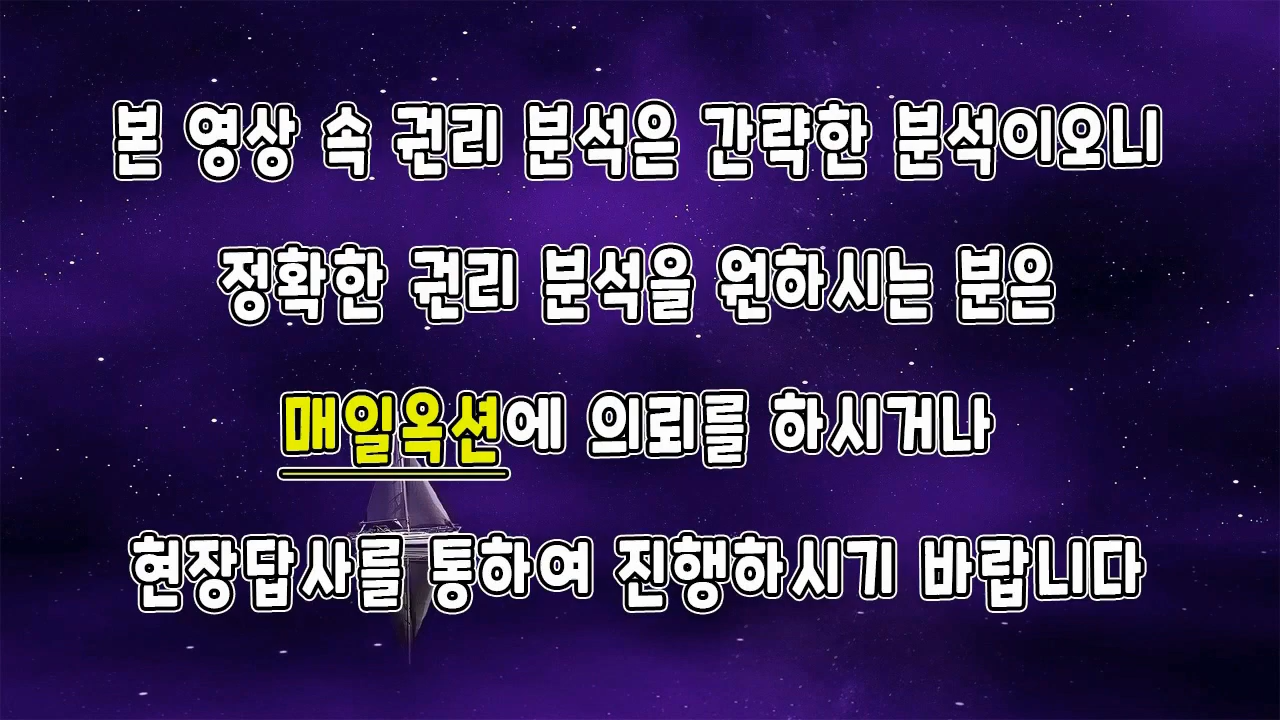 본 영상 속 권리 분석은 간략한 분석이오니
정확한 권리 분석을 원하시는 분은
매일옥션에 의뢰를 하시거나
현장답사를 통하여 진행하시기 바랍니다